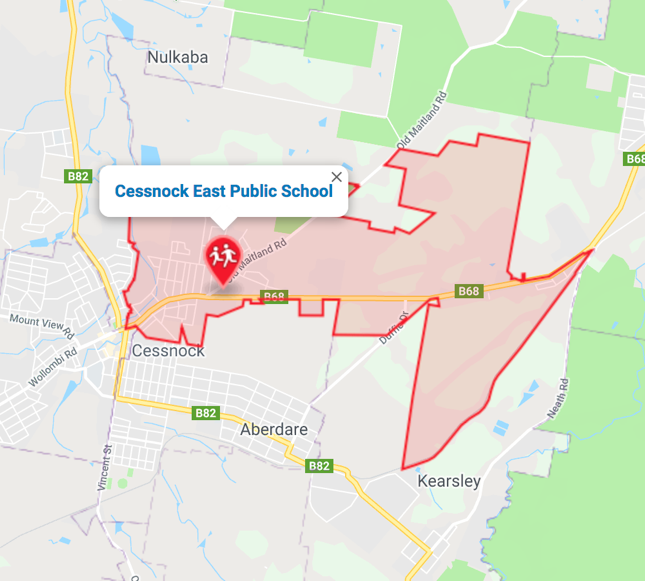 Nulkaba
Old Maitland Rd
B68
B82
Cessnock East Public School
Old Maitland Rd
B68
B68
Mount View Rd
Wollombi Rd
Cessnock
Duffie Dr
Neath Rd
B82
Aberdare
B82
Vincent St
Kearsley